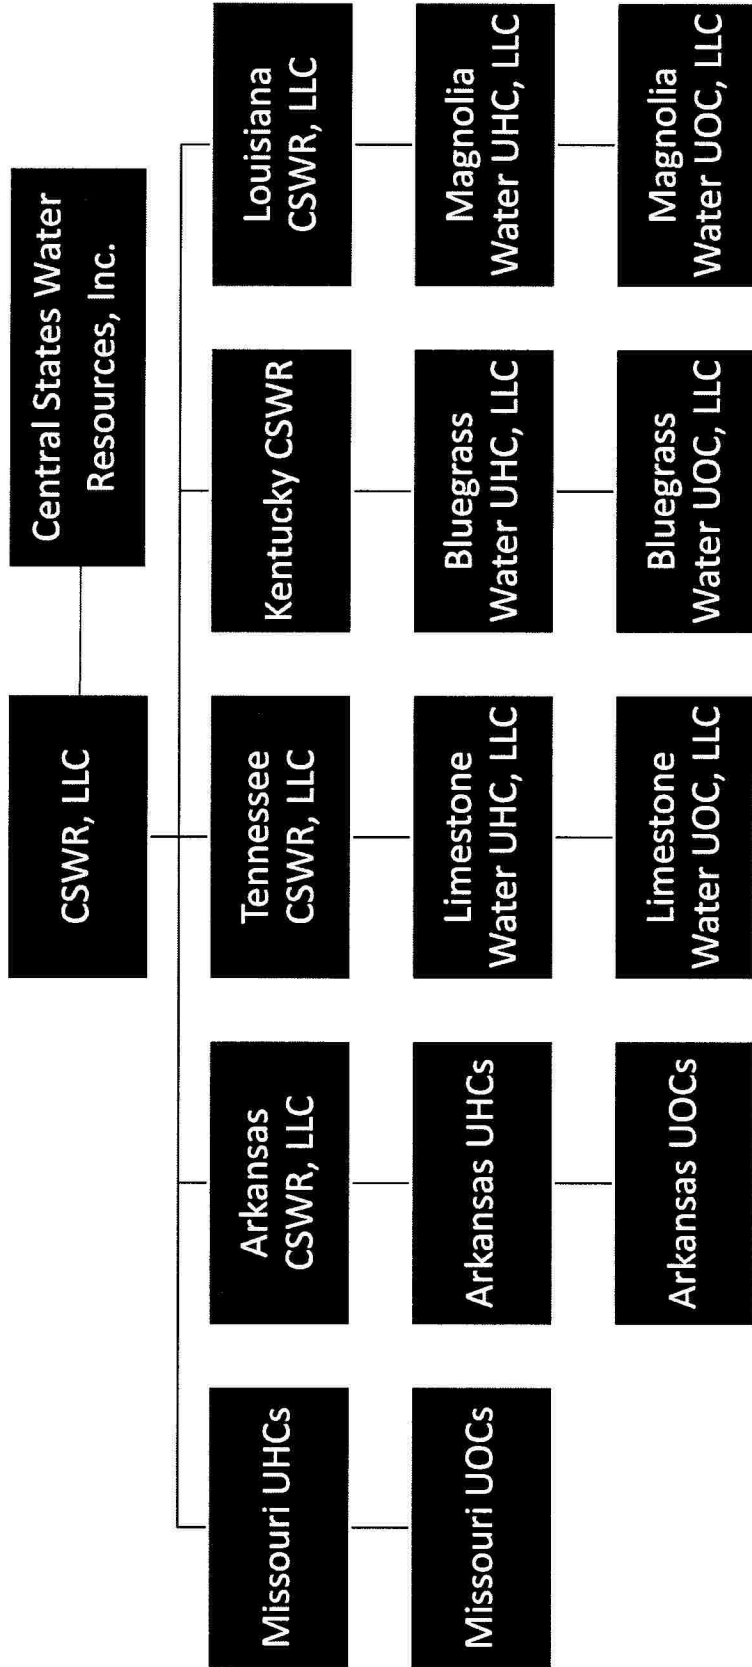 CSWR, LLC
Central States Water
Resources, Inc.
Missouri UHCs
Arkansas
CSWR, LLC
Tennessee
CSWR, LLC
Kentucky CSWR
Louisiana
CSWR, LLC
Missouri UOCs
Arkansas UHCs
Limestone
Water UHC, LLC
Bluegrass
Water UHC, LLC
Magnolia
Water UHC, LLC
Arkansas UOCs
Limestone
Water UOC, LLC
Bluegrass
Water UOC, LLC
Magnolia
Water UOC, LLC